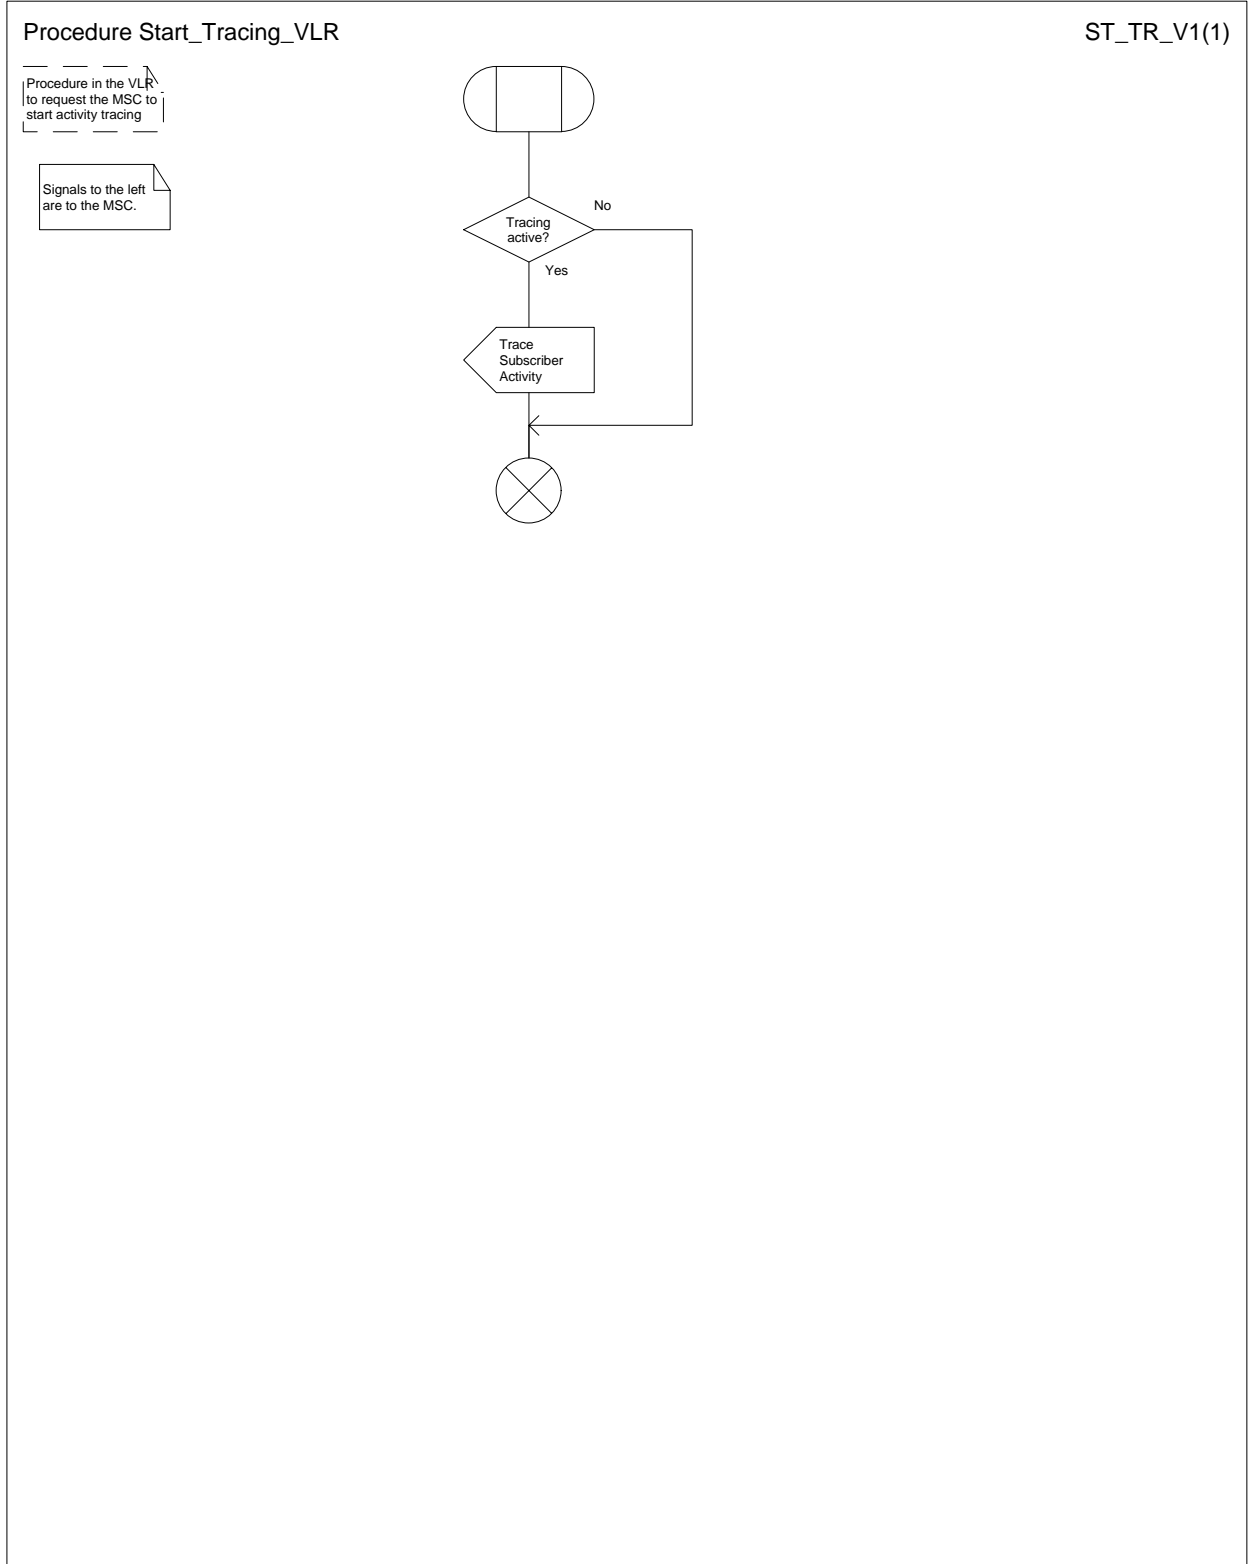 Procedure Start_Tracing_VLR
ST_TR_V1(1)
Procedure in the VLR
to request the MSC to
start activity tracing
Signals to the left
are to the MSC.
Tracing
active?
No
Yes
Trace
Subscriber
Activity